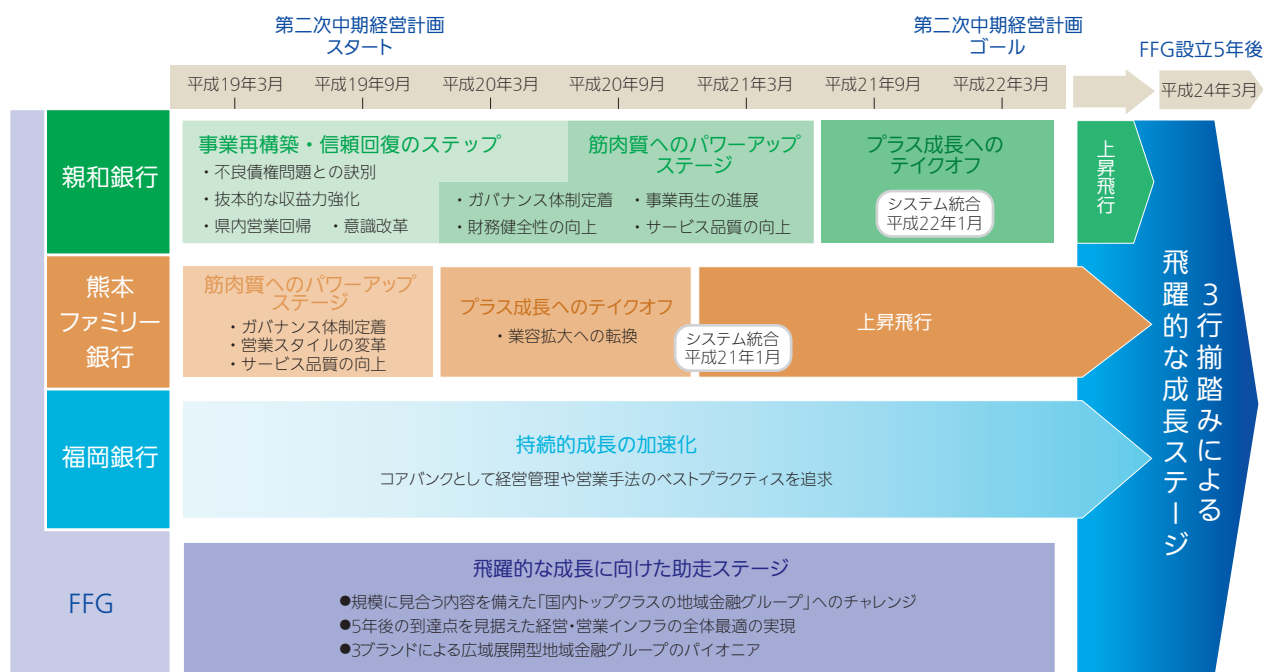 第二次中期経営計画
スタート
第二次中期経営計画
ゴール
FFG設立5年後
平成19年3月
平成19年9月
平成20年3月
平成20年9月
平成21年3月
平成21年9月
平成22年3月
平成24年3月
親和銀行
事業再構築・信頼回復のステップ
・不良債権問題との訣別
・抜本的な収益力強化
・県内営業回帰 ・意識改革
筋肉質へのパワーアップ
ステージ
・ガバナンス体制定着 ・事業再生の進展
・財務健全性の向上 ・サービス品質の向上
プラス成長への
テイクオフ
システム統合
平成22年1月
上昇飛行
熊本
ファミリー
銀行
筋肉質へのパワーアップ
ステージ
・ガバナンス体制定着
・営業スタイルの変革
・サービス品質の向上
プラス成長へのテイクオフ
・業容拡大への転換
システム統合
平成21年1月
上昇飛行
福岡銀行
持続的成長の加速化
コアバンクとして経営管理や営業手法のベストプラクティスを追求
FFG
飛躍的な成長に向けた助走ステージ
●規模に見合う内容を備えた「国内トップクラスの地域金融グループ」へのチャレンジ
●5年後の到達点を見据えた経営・営業インフラの全体最適の実現
●3ブランドによる広域展開型地域金融グループのパイオニア
3行揃踏みによる
飛躍的な成長ステージ